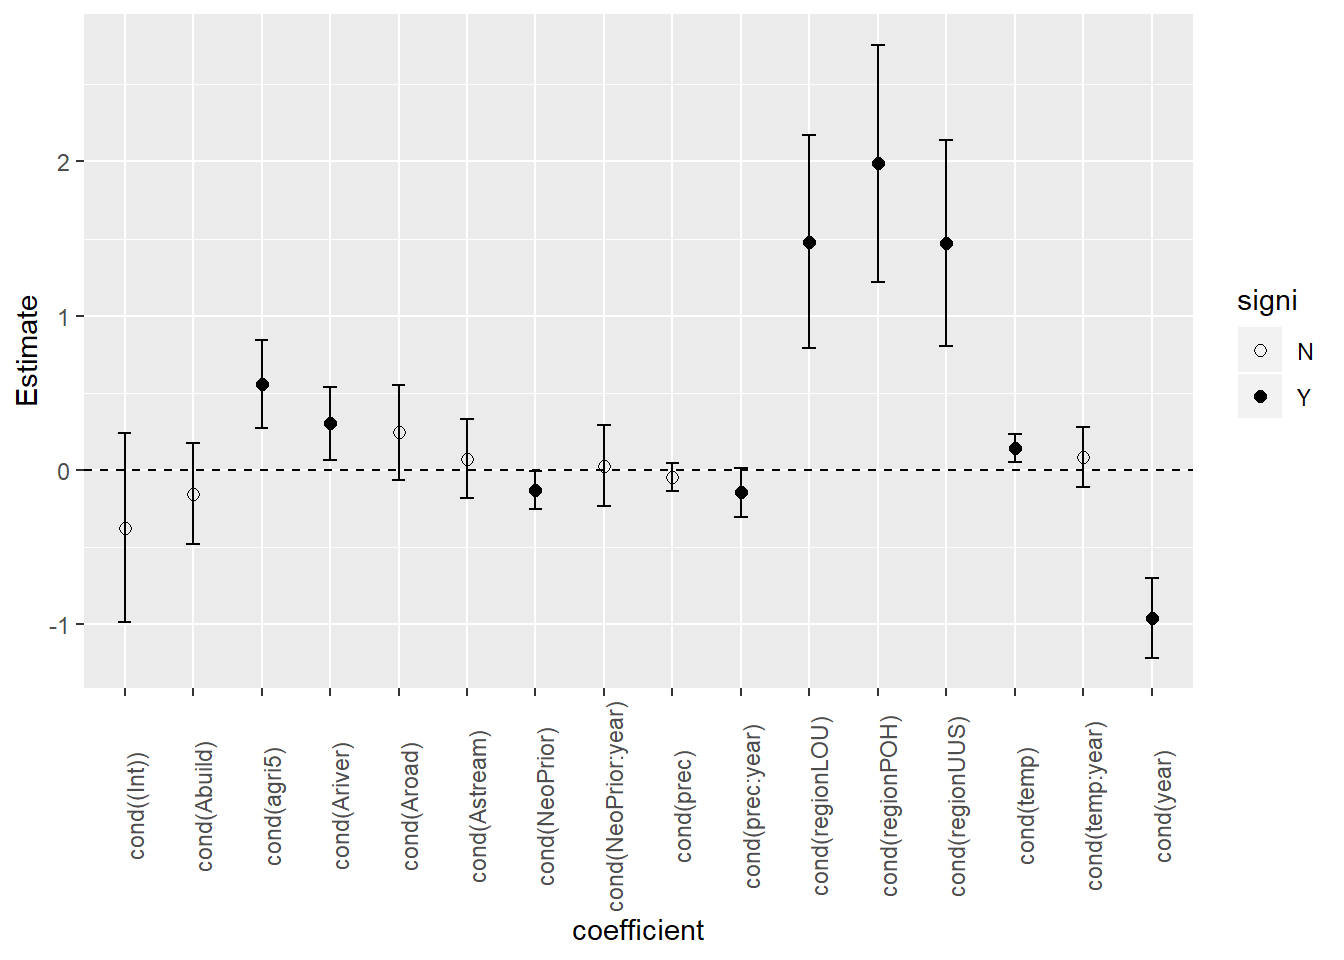 2
1
0
-1
Estimate
cond((Int))
cond(Abuild)
cond(agri5)
cond(Ariver)
cond(Aroad)
cond(Astream)
cond(NeoPrior)
cond(NeoPrior:year)
cond(prec)
cond(prec:year)
cond(regionLOU)
cond(regionPOH)
cond(regionUUS)
cond(temp)
cond(temp:year)
cond(year)
coefficient
signi
N
Y